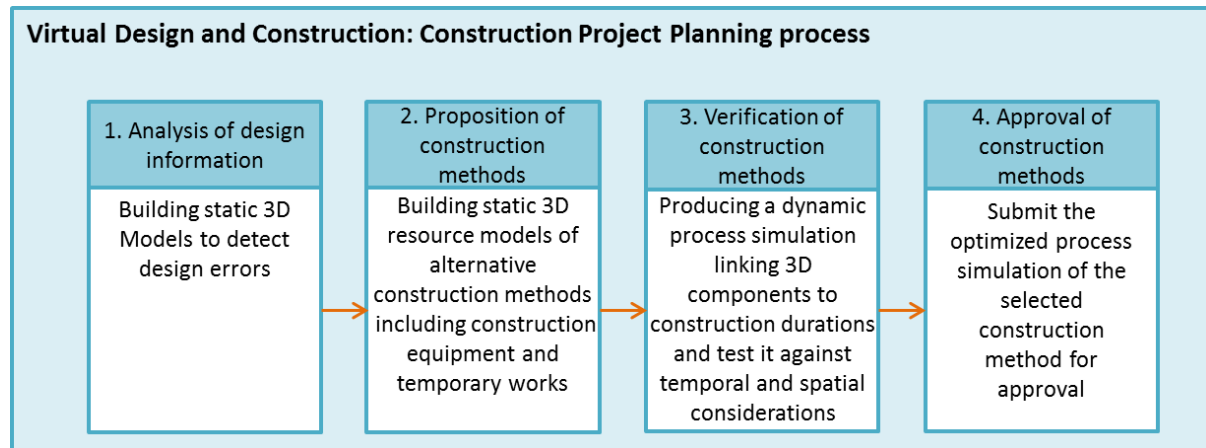 Virtual Design and Construction: Construction Project Planning process
1. Analysis of design
information
Building static 3D
Models to detect
design errors
2. Proposition of
construction
methods
Building static 3D
resource models of
alternative
construction methods
including construction
equipment and
temporary works
3. Verification of
construction
methods
Producing a dynamic
process simulation
linking 3D
components to
construction durations
and test it against
temporal and spatial
considerations
4. Approval of
construction
methods
Submit the
optimized process
simulation of the
selected
construction
method for
approval